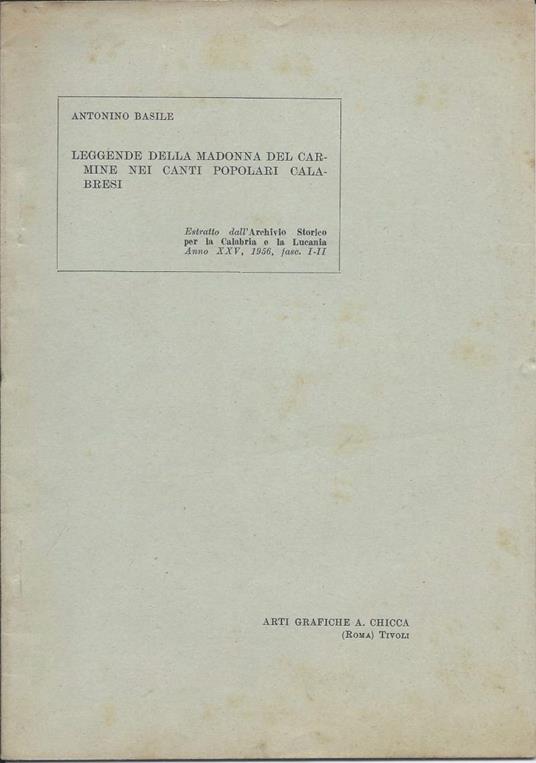 ANTONINO BASILE
LEGGENDE DELLA MADONNA DEL CAR-
MINE NEI CANTI POPOLARI CALA-
BRESI
Estratto dall'Archivio Storico
per la Calabria e la Lucania
Anno XXV, 1956, fasc. I-II
ARTI GRAFICHE A. CHICCA
(ROMA) TIVOLI